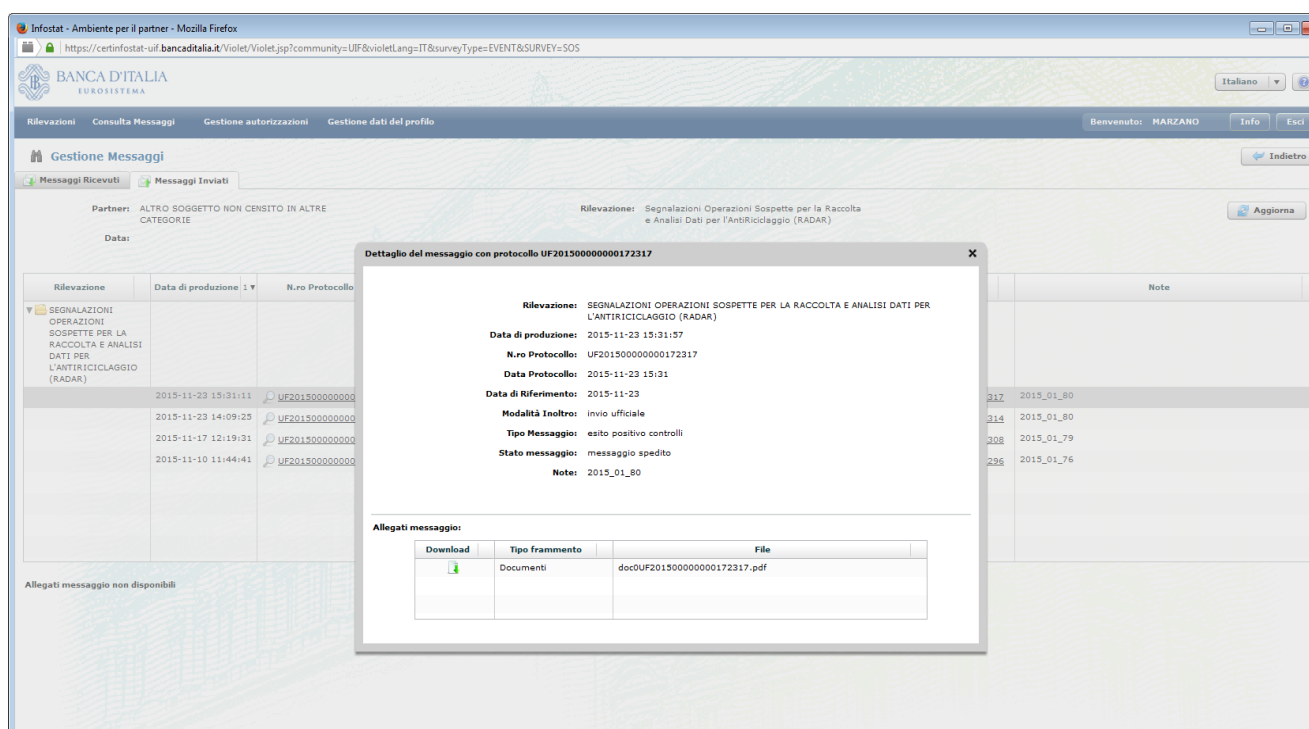 Infostat - Ambiente per il partner - Mozilla Firefox
https://certinfostat-uif.bancaditalia.it/Violet/Violet.jsp?community=UIF&violetLang=IT&surveyType=EVENT&SURVEY=SOS
BANCA D'ITALIA
EUROSISTEMA
Italiano
Rilevazioni Consulta Messaggi Gestione autorizzazioni Gestione dati del profilo Benvenuto: MARZANO Info Esci
Gestione Messaggi
Indietro
Messaggi Ricevuti Messaggi Inviati
Partner: ALTRO SOGGETTO NON CENSITO IN ALTRE
CATEGORIE
Rilevazione: Segnalazioni Operazioni Sospette per la Raccolta
e Analisi Dati per l'AntiRiciclaggio (RADAR)
Aggiorna
Data:
Rilevazione Data di produzione 1 N.ro Protocollo Note
SEGNALAZIONI
OPERAZIONI
SOSPETTE PER LA
RACCOLTA E ANALISI
DATI PER
L'ANTIRICICLAGGIO
(RADAR)
2015-11-23 15:31:11 UF201500000000 317 2015_01_80
2015-11-23 14:09:25 UF201500000000 314 2015_01_80
2015-11-17 12:19:31 UF201500000000 308 2015_01_79
2015-11-10 11:44:41 UF201500000000 296 2015_01_76
Allegati messaggio non disponibili
Dettaglio del messaggio con protocollo UF201500000000172317
Rilevazione: SEGNALAZIONI OPERAZIONI SOSPETTE PER LA RACCOLTA E ANALISI DATI PER
L'ANTIRICICLAGGIO (RADAR)
Data di produzione: 2015-11-23 15:31:57
N.ro Protocollo: UF201500000000172317
Data Protocollo: 2015-11-23 15:31
Data di Riferimento: 2015-11-23
Modalità Inoltro: invio ufficiale
Tipo Messaggio: esito positivo controlli
Stato messaggio: messaggio spedito
Note: 2015_01_80
Allegati messaggio:
Download Tipo frammento File
Documenti doc0UF201500000000172317.pdf